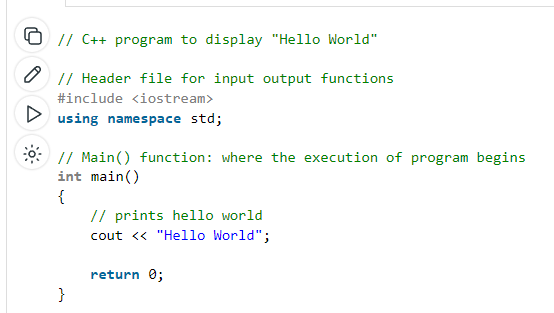 // C++ program to display "Hello World"
// Header file for input output functions
#include <iostream>
using namespace std;
// Main() function: where the execution of program begins
int main()
{
// prints hello world
cout << "Hello World";
return 0;
}